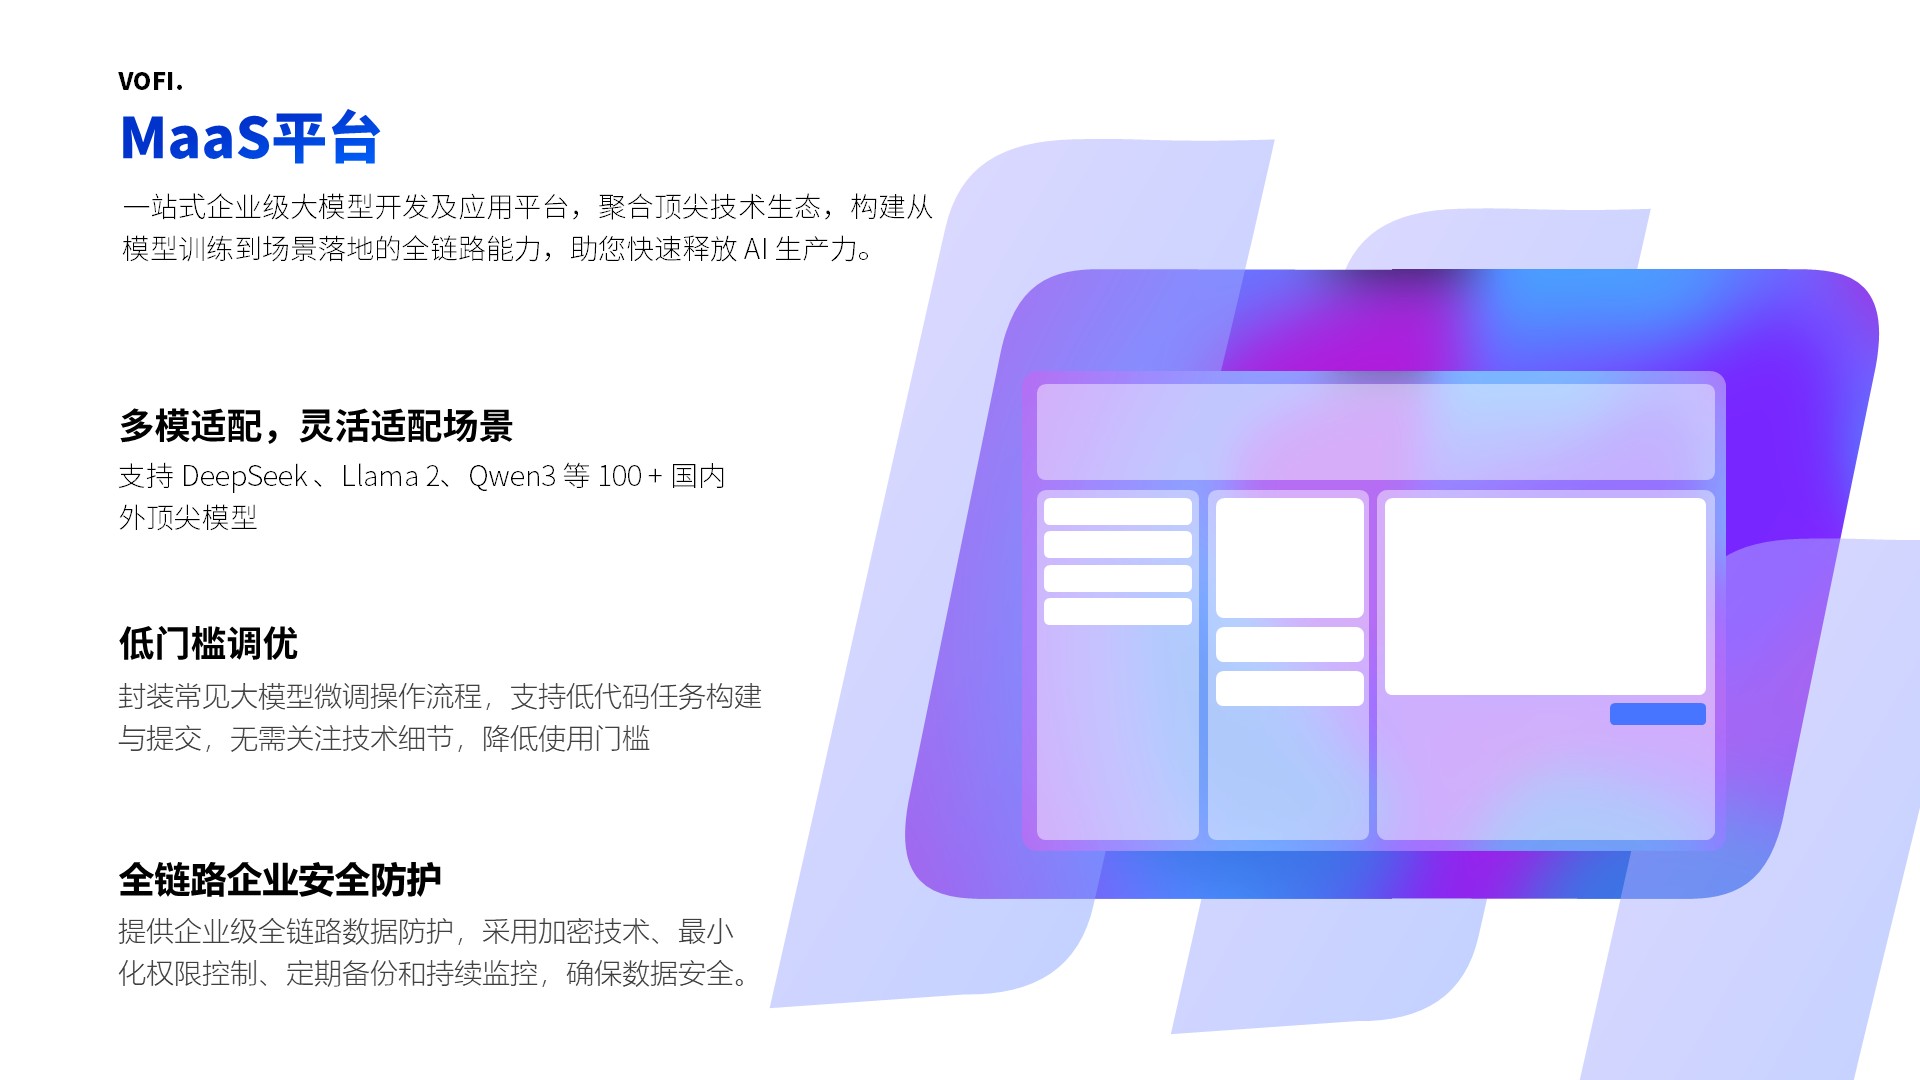 VOFI.
MaaS平台
一站式企业级大模型开发及应用平台，聚合顶尖技术生态，构建从
模型训练到场景落地的全链路能力，助您快速释放 AI 生产力。
多模适配，灵活适配场景
支持 DeepSeek、Llama 2、Qwen3 等 100 + 国内
外顶尖模型
低门槛调优
封装常见大模型微调操作流程，支持低代码任务构建
与提交，无需关注技术细节，降低使用门槛
全链路企业安全防护
提供企业级全链路数据防护，采用加密技术、最小
化权限控制、定期备份和持续监控，确保数据安全。